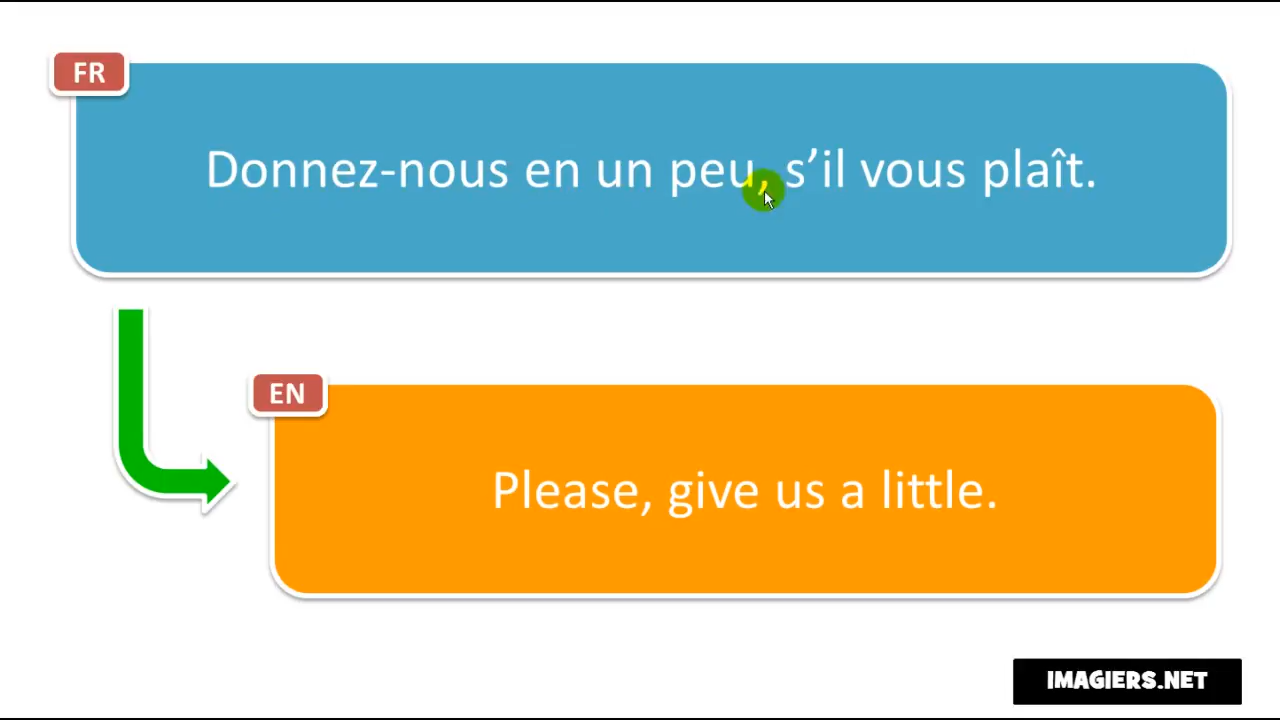 FR
Donnez-nous en un peu, s’il vous plaît.
EN
Please, give us a little.
IMAGIERS.NET